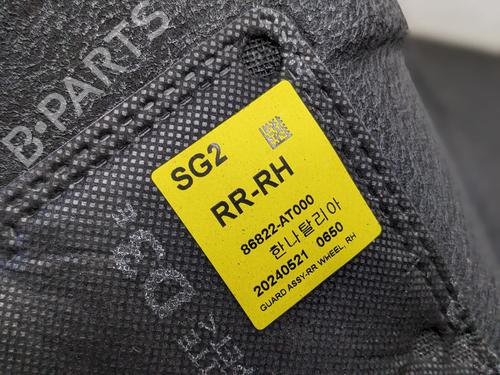 B·PARTS
SG2
RR-RH
86822-AT000
한나탈리아
20240521 0650
GUARD ASSY-RR WHEEL, RH